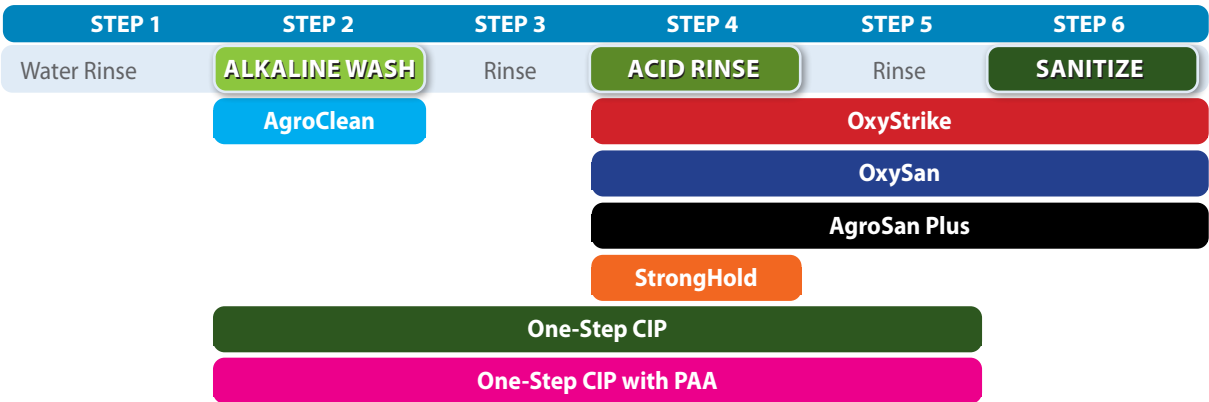 STEP 1 STEP 2 STEP 3 STEP 4 STEP 5 STEP 6
Water Rinse ALKALINE WASH Rinse ACID RINSE Rinse SANITIZE
AgroClean OxyStrike
OxySan
AgroSan Plus
StrongHold
One-Step CIP
One-Step CIP with PAA